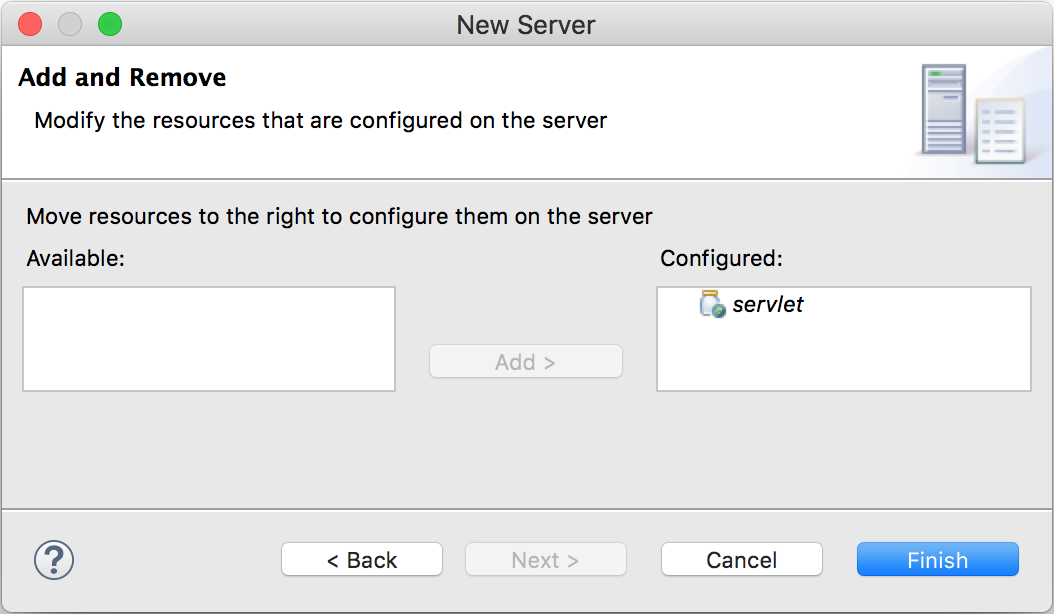 New Server
Add and Remove
Modify the resources that are configured on the server
Move resources to the right to configure them on the server
Available:
Configured:
servlet
Add >
?
< Back
Next >
Cancel
Finish